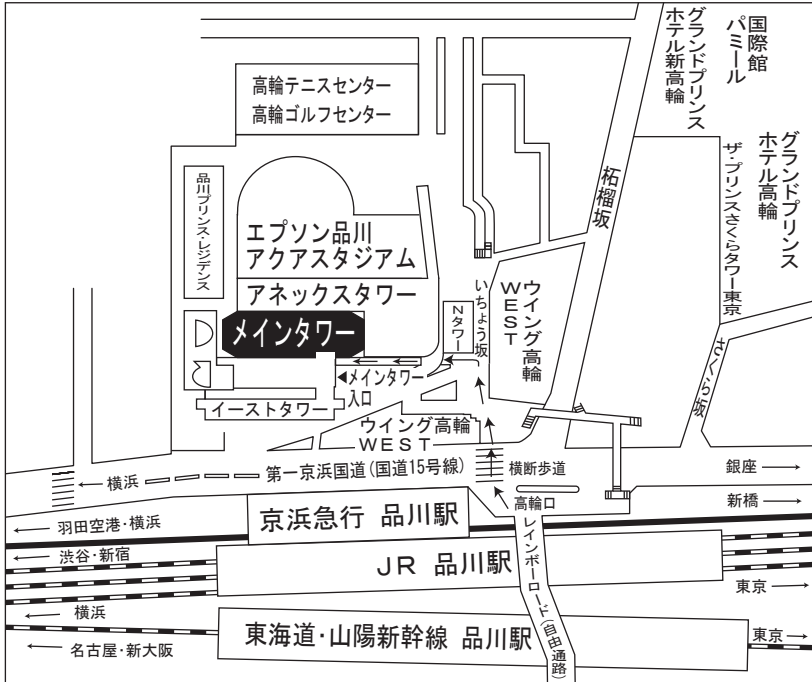 国際館
パミール
グランドプリンス
ホテル新高輪
高輪テニスセンター
高輪ゴルフセンター
グランドプリンス
ホテル高輪
ザ・プリンスさくらタワー東京
柘榴坂
品川プリンス・レジデンス
エプソン品川
アクアスタジアム
アネックスタワー
メインタワー
いちょう坂
ウイング高輪
WEST
Nタワー
さくら坂
◀メインタワー
入口
イーストタワー
ウイング高輪
WEST
← 横浜
第一京浜国道(国道15号線)
横断歩道
銀座 →
高輪口
新橋 →
← 羽田空港・横浜
京浜急行 品川駅
← 渋谷・新宿
JR 品川駅
レインボーロード(自由通路)
東京 →
← 横浜
東海道・山陽新幹線 品川駅
東京 →
← 名古屋・新大阪